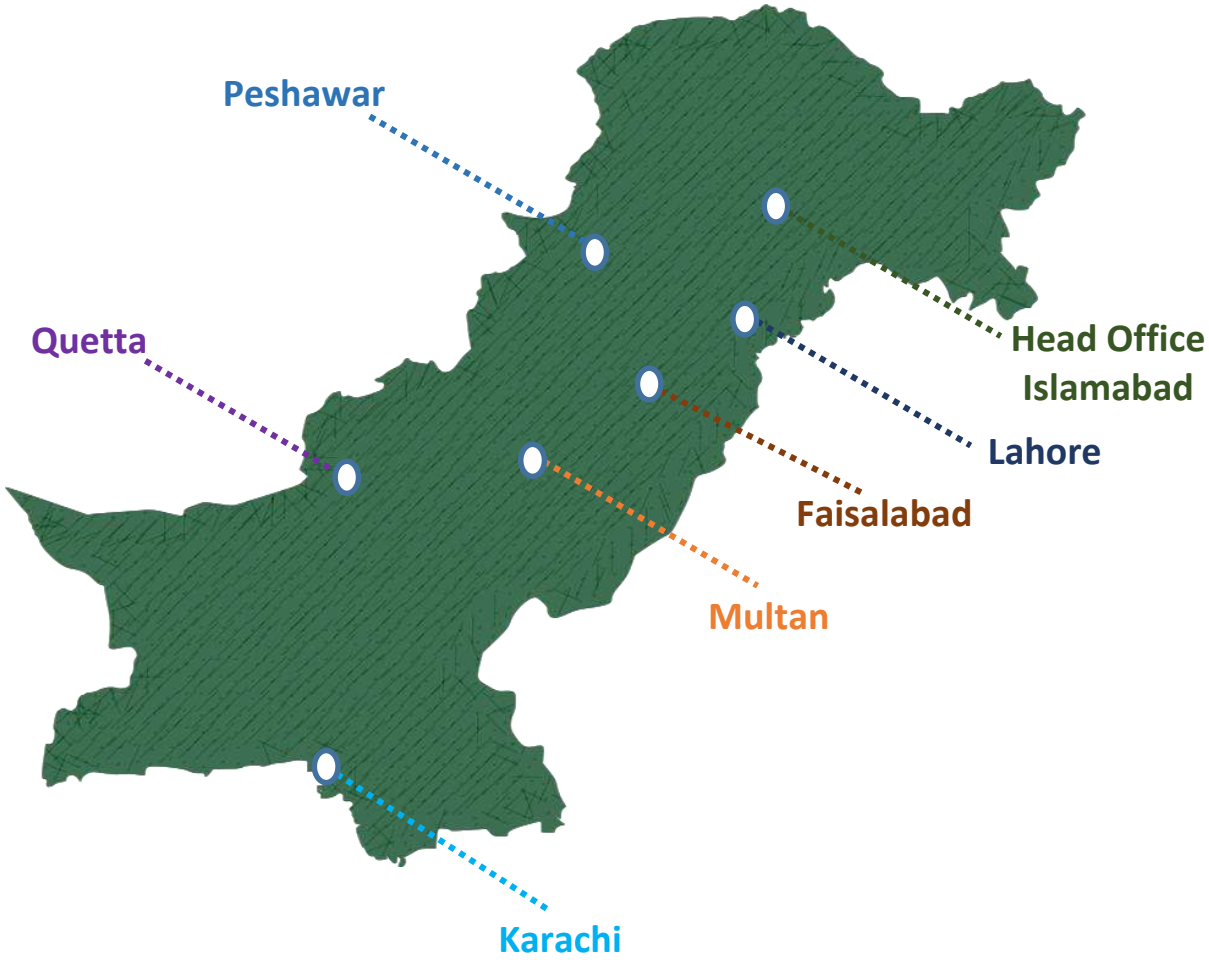 Peshawar
Quetta
Head Office
Islamabad
Lahore
Faisalabad
Multan
Karachi